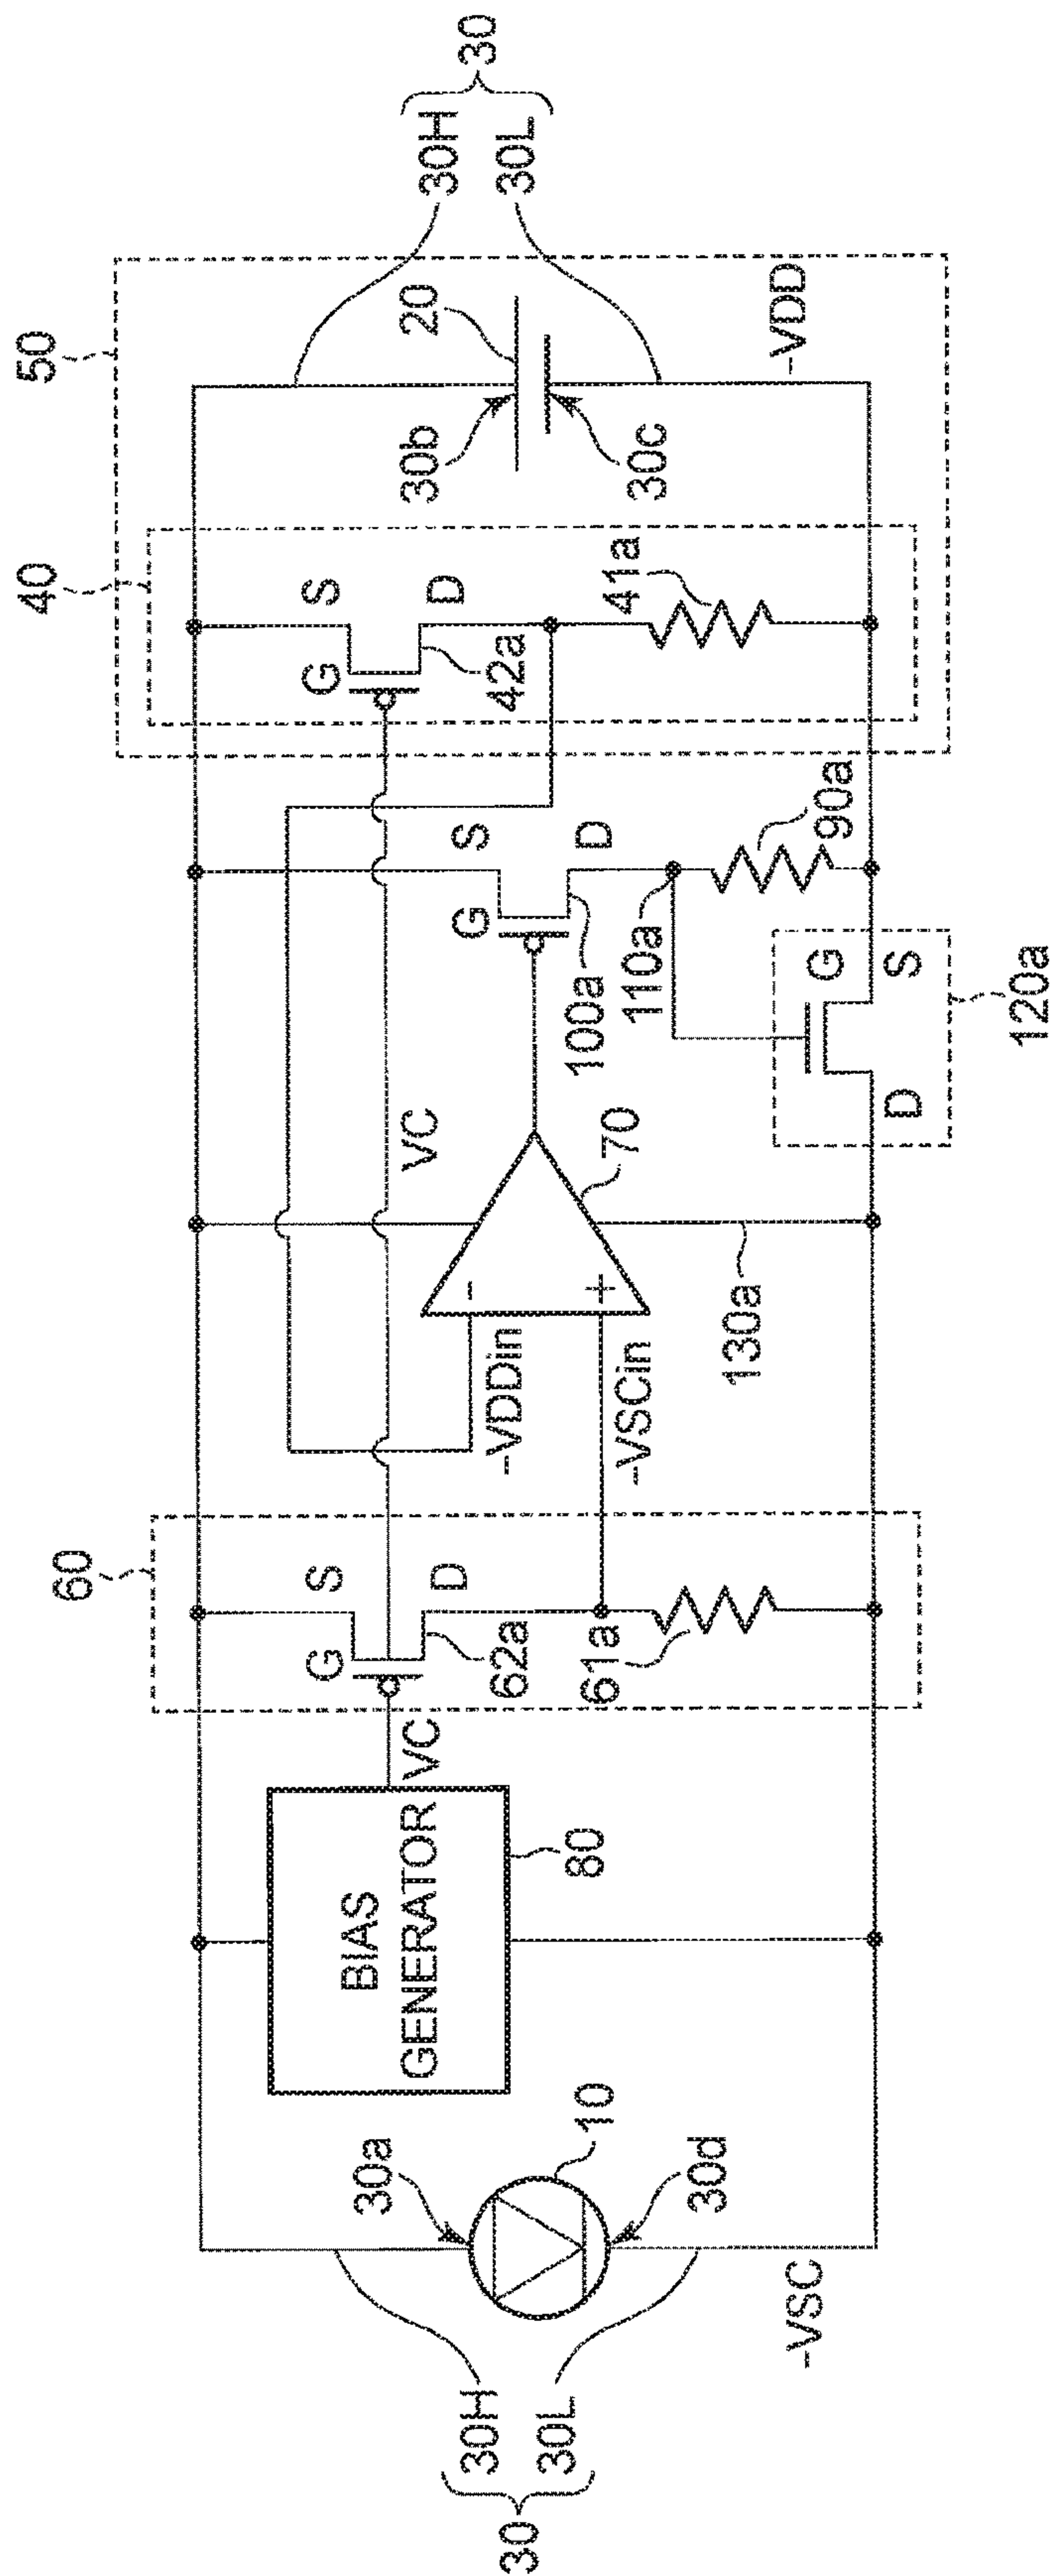 30
30H
30L
50
20
30b
30c
-VDD
40
S
G
D
42a
41a
S
G
D
100a
110a
90a
G
S
D
120a
VC
70
-
+
-VDDin
-VSCin
130a
60
S
G
D
62a
61a
VC
BIAS
GENERATOR
80
30a
10
30d
-VSC
30H
30L
30